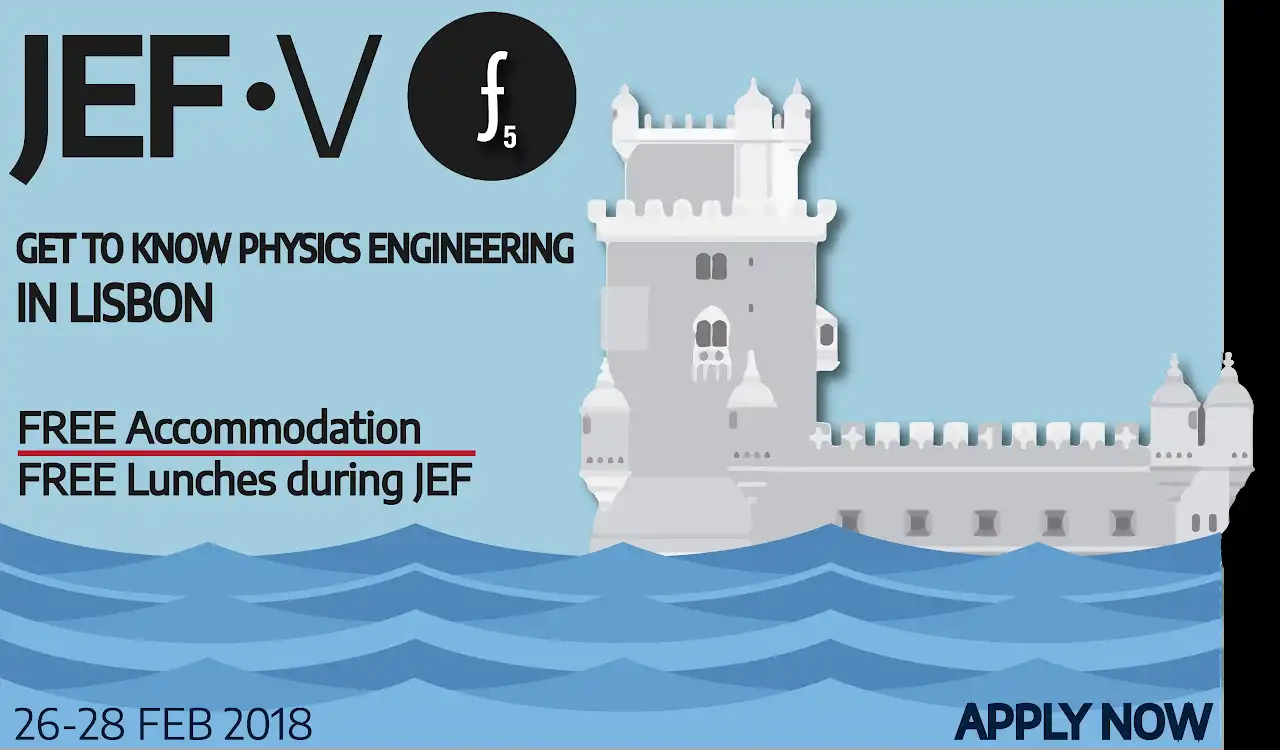 JEF·V
f5
GET TO KNOW PHYSICS ENGINEERING
IN LISBON
FREE Accommodation
FREE Lunches during JEF
26-28 FEB 2018
APPLY NOW